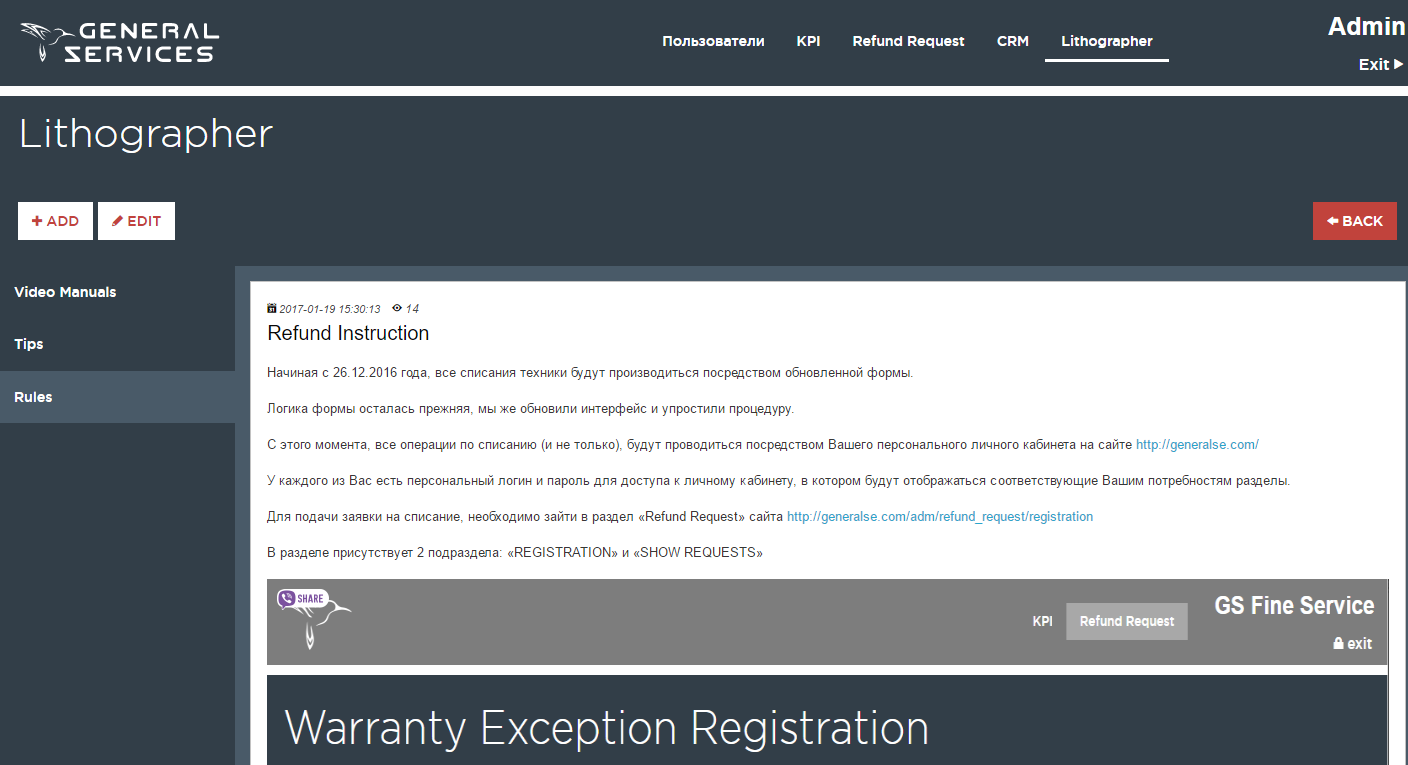 GENERAL
SERVICES
Пользователи KPI Refund Request CRM Lithographer
Admin
Exit
Lithographer
ADD EDIT BACK
Video Manuals
Tips
Rules
2017-01-19 15:30:13 14
Refund Instruction
Начиная с 26.12.2016 года, все списания техники будут производиться посредством обновленной формы.
Логика формы осталась прежняя, мы же обновили интерфейс и упростили процедуру.
С этого момента, все операции по списанию (и не только), будут проводиться посредством Вашего персонального личного кабинета на сайте http://generalse.com/
У каждого из Вас есть персональный логин и пароль для доступа к личному кабинету, в котором будут отображаться соответствующие Вашим потребностям разделы.
Для подачи заявки на списание, необходимо зайти в раздел «Refund Request» сайта http://generalse.com/adm/refund_request/registration
В разделе присутствует 2 подраздела: «REGISTRATION» и «SHOW REQUESTS»
SHARE
KPI Refund Request
GS Fine Service
exit
Warranty Exception Registration